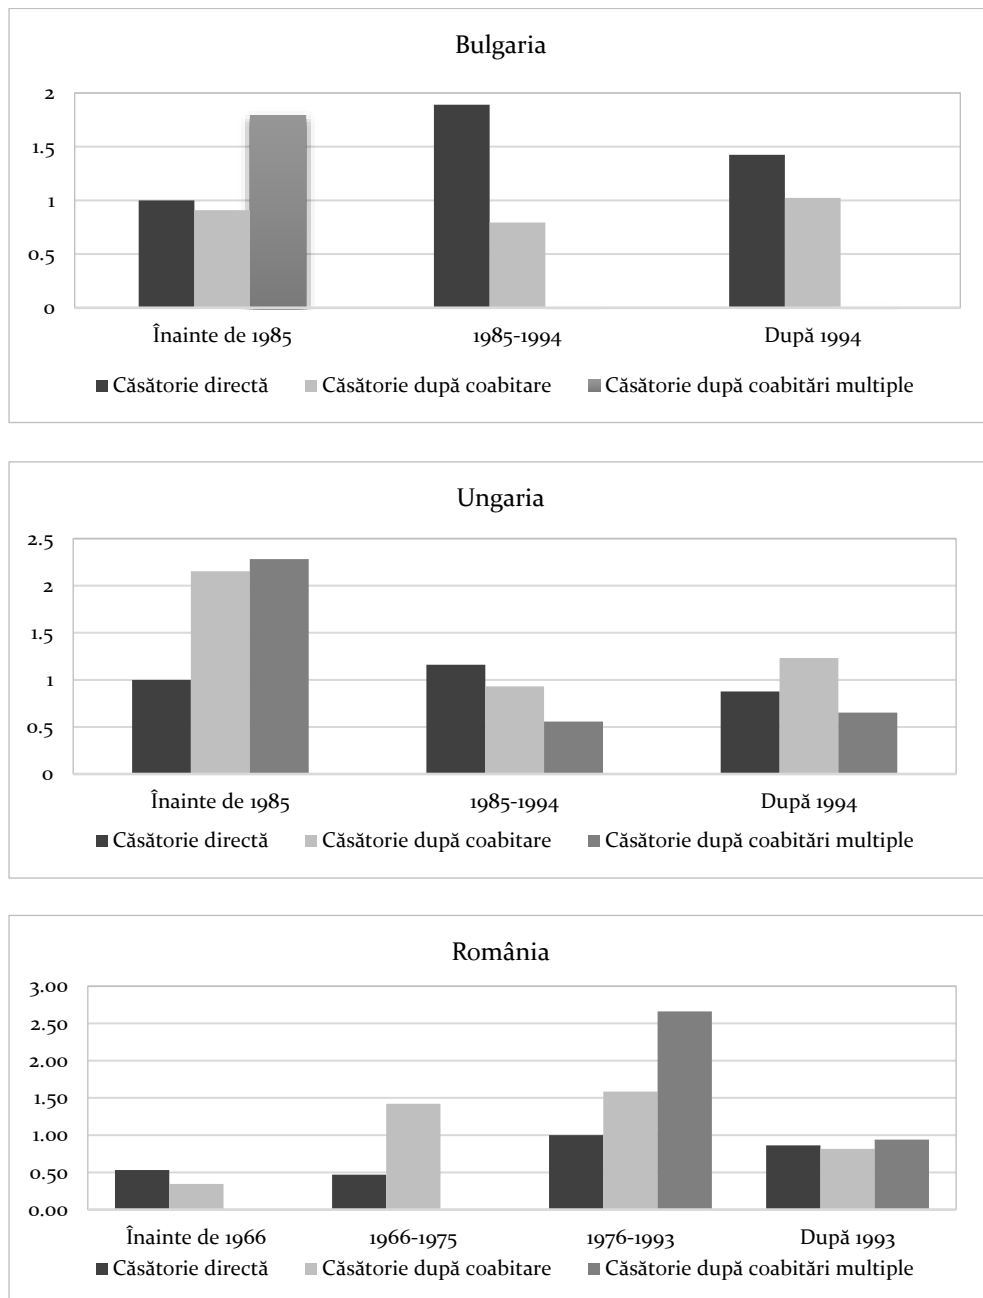 Bulgaria
2
1.5
1
0.5
0
Înainte de 1985 1985-1994 După 1994
Căsătorie directă Căsătorie după coabitare Căsătorie după coabitări multiple
Ungaria
2.5
2
1.5
1
0.5
0
Înainte de 1985 1985-1994 După 1994
Căsătorie directă Căsătorie după coabitare Căsătorie după coabitări multiple
România
3.00
2.50
2.00
1.50
1.00
0.50
0.00
Înainte de 1966 1966-1975 1976-1993 După 1993
Căsătorie directă Căsătorie după coabitare Căsătorie după coabitări multiple